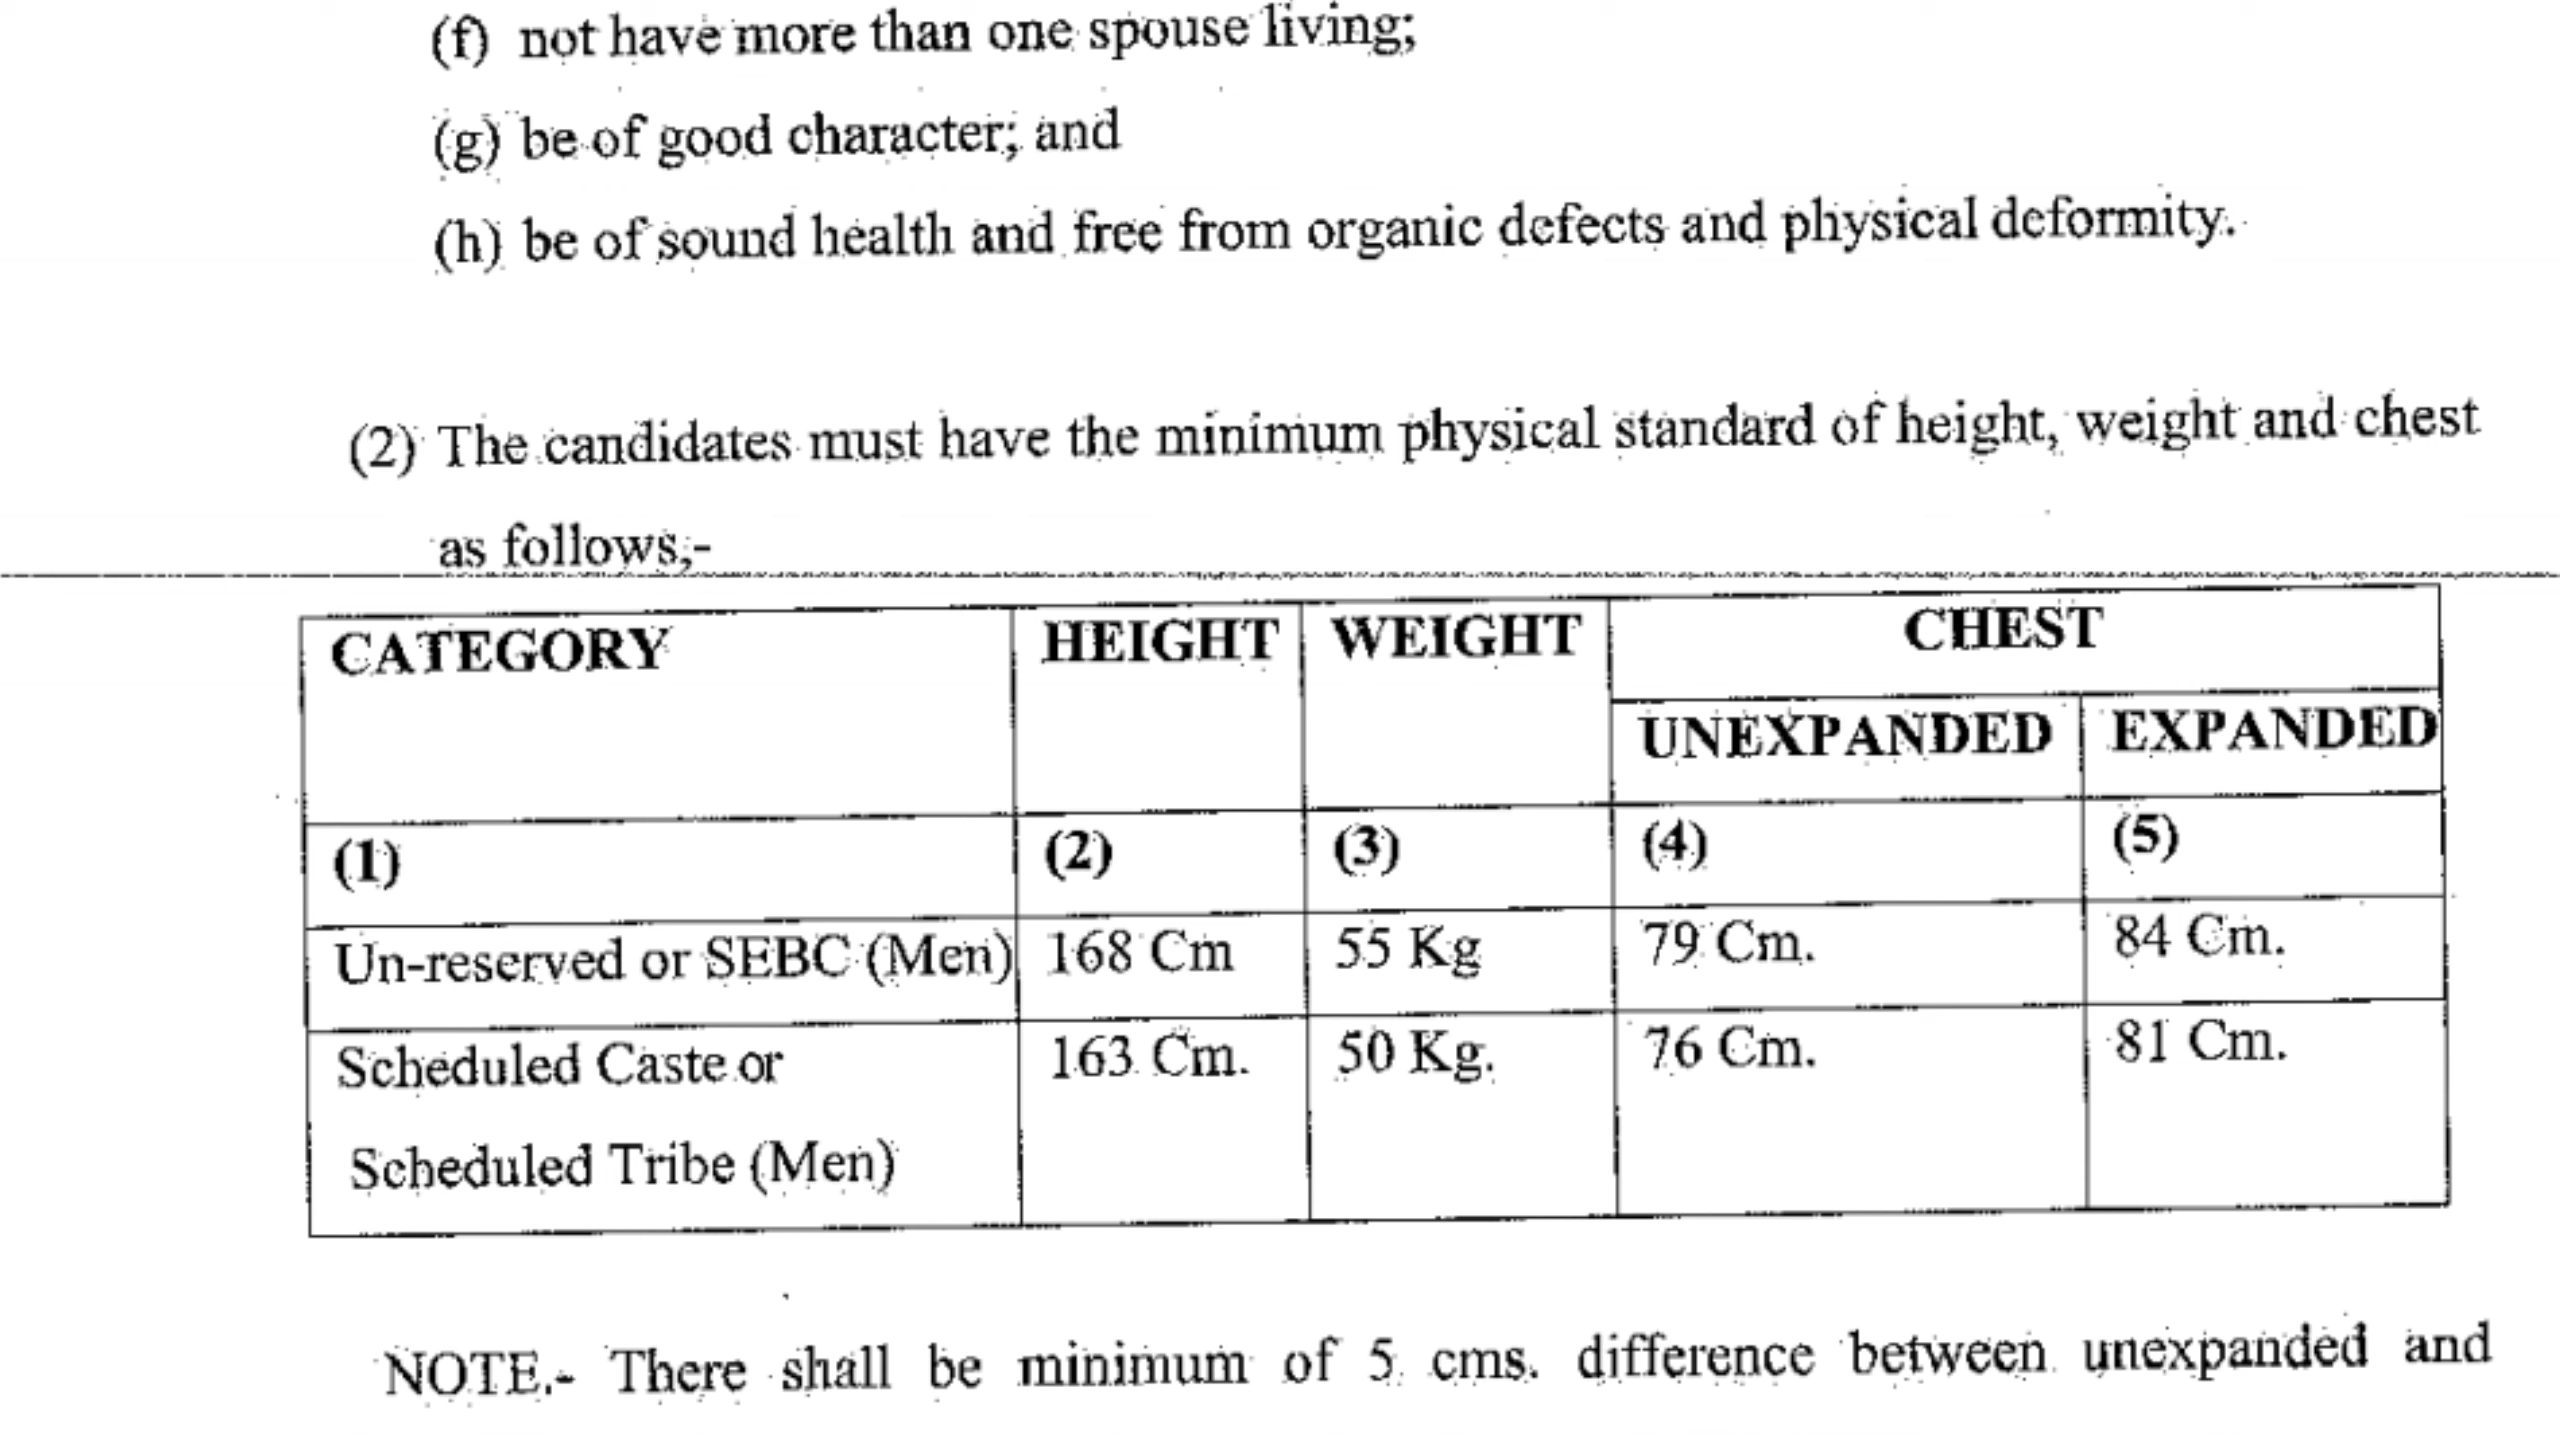 (f) not have more than one spouse living;
(g) be of good character; and
(h) be of sound health and free from organic defects and physical deformity.
(2) The candidates must have the minimum physical standard of height, weight and chest
as follows,-
CATEGORY HEIGHT WEIGHT CHEST
UNEXPANDED EXPANDED
(1) (2) (3) (4) (5)
Un-reserved or SEBC (Men) 168 Cm 55 Kg 79 Cm. 84 Cm.
Scheduled Caste or 163 Cm. 50 Kg. 76 Cm. 81 Cm.
Scheduled Tribe (Men)
NOTE.- There shall be minimum of 5 cms. difference between unexpanded and